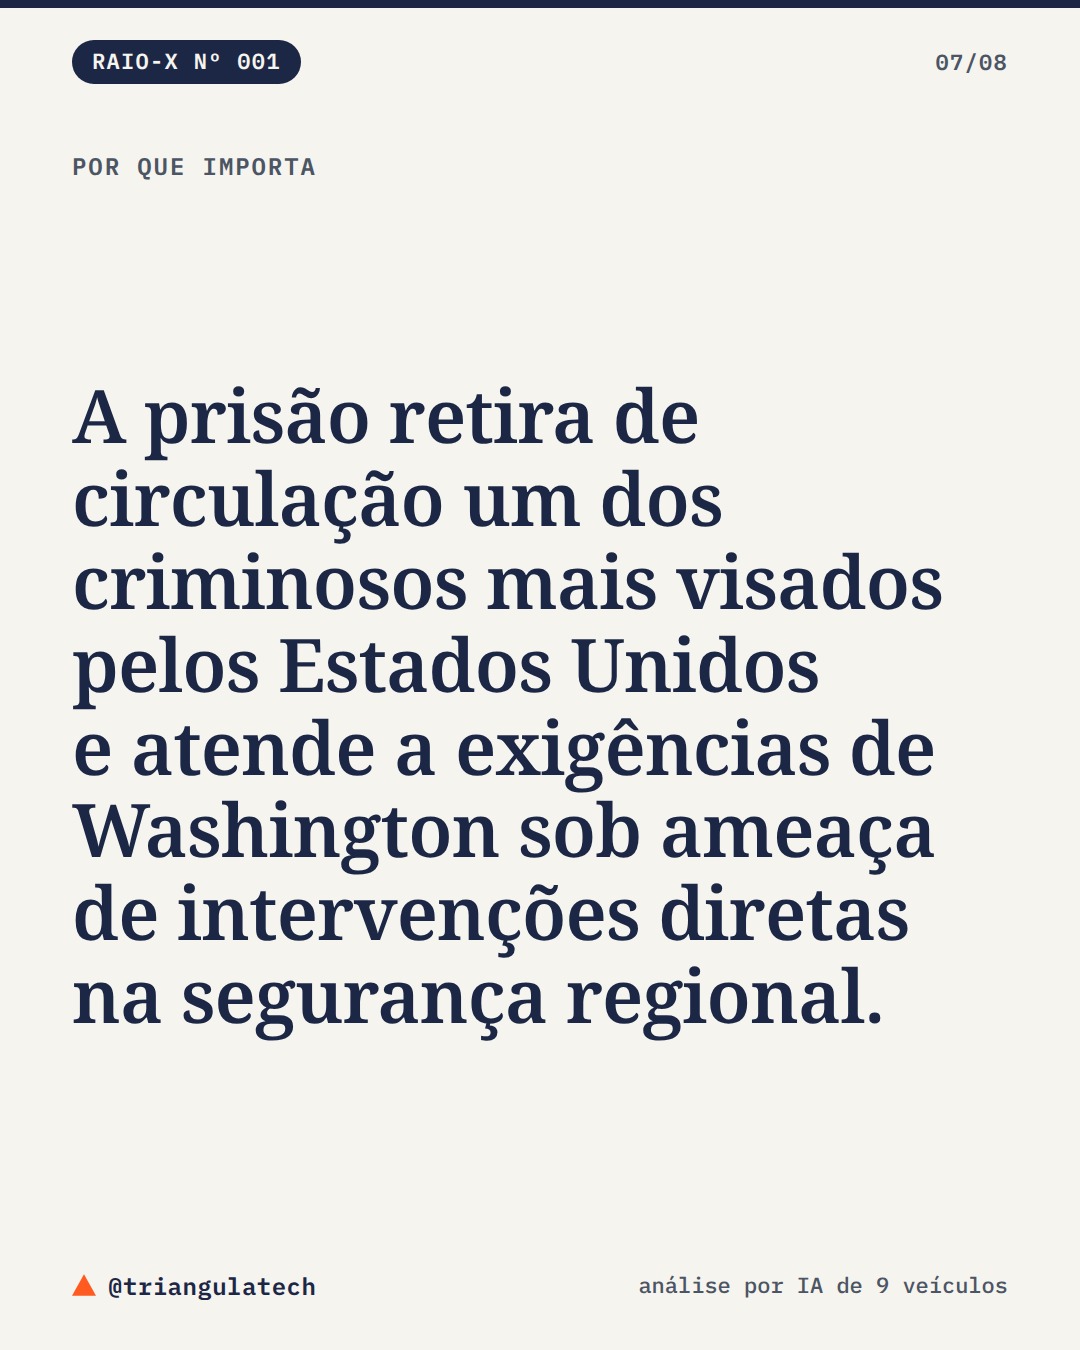 RAIO-X Nº 001
07/08
POR QUE IMPORTA
A prisão retira de
circulação um dos
criminosos mais visados
pelos Estados Unidos
e atende a exigências de
Washington sob ameaça
de intervenções diretas
na segurança regional.
@triangulatech
análise por IA de 9 veículos